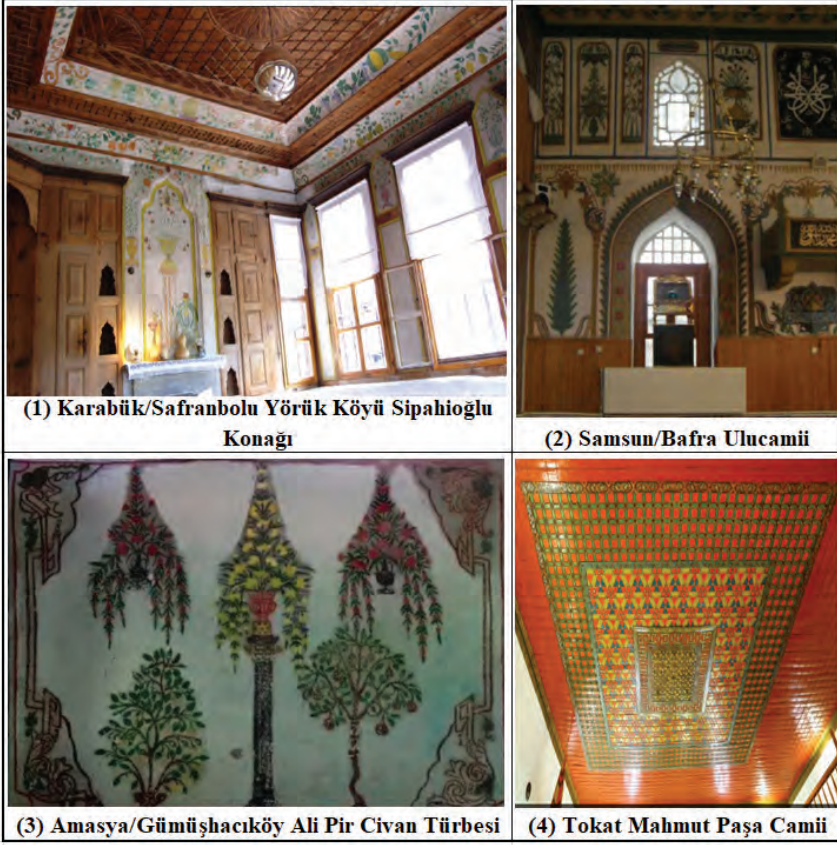 (1) Karabük/Safranbolu Yörük Köyü Sipahioğlu
Konağı
(2) Samsun/Bafra Ulucamii
(3) Amasya/Gümüşhacıköy Ali Pir Civan Türbesi
(4) Tokat Mahmut Paşa Camii